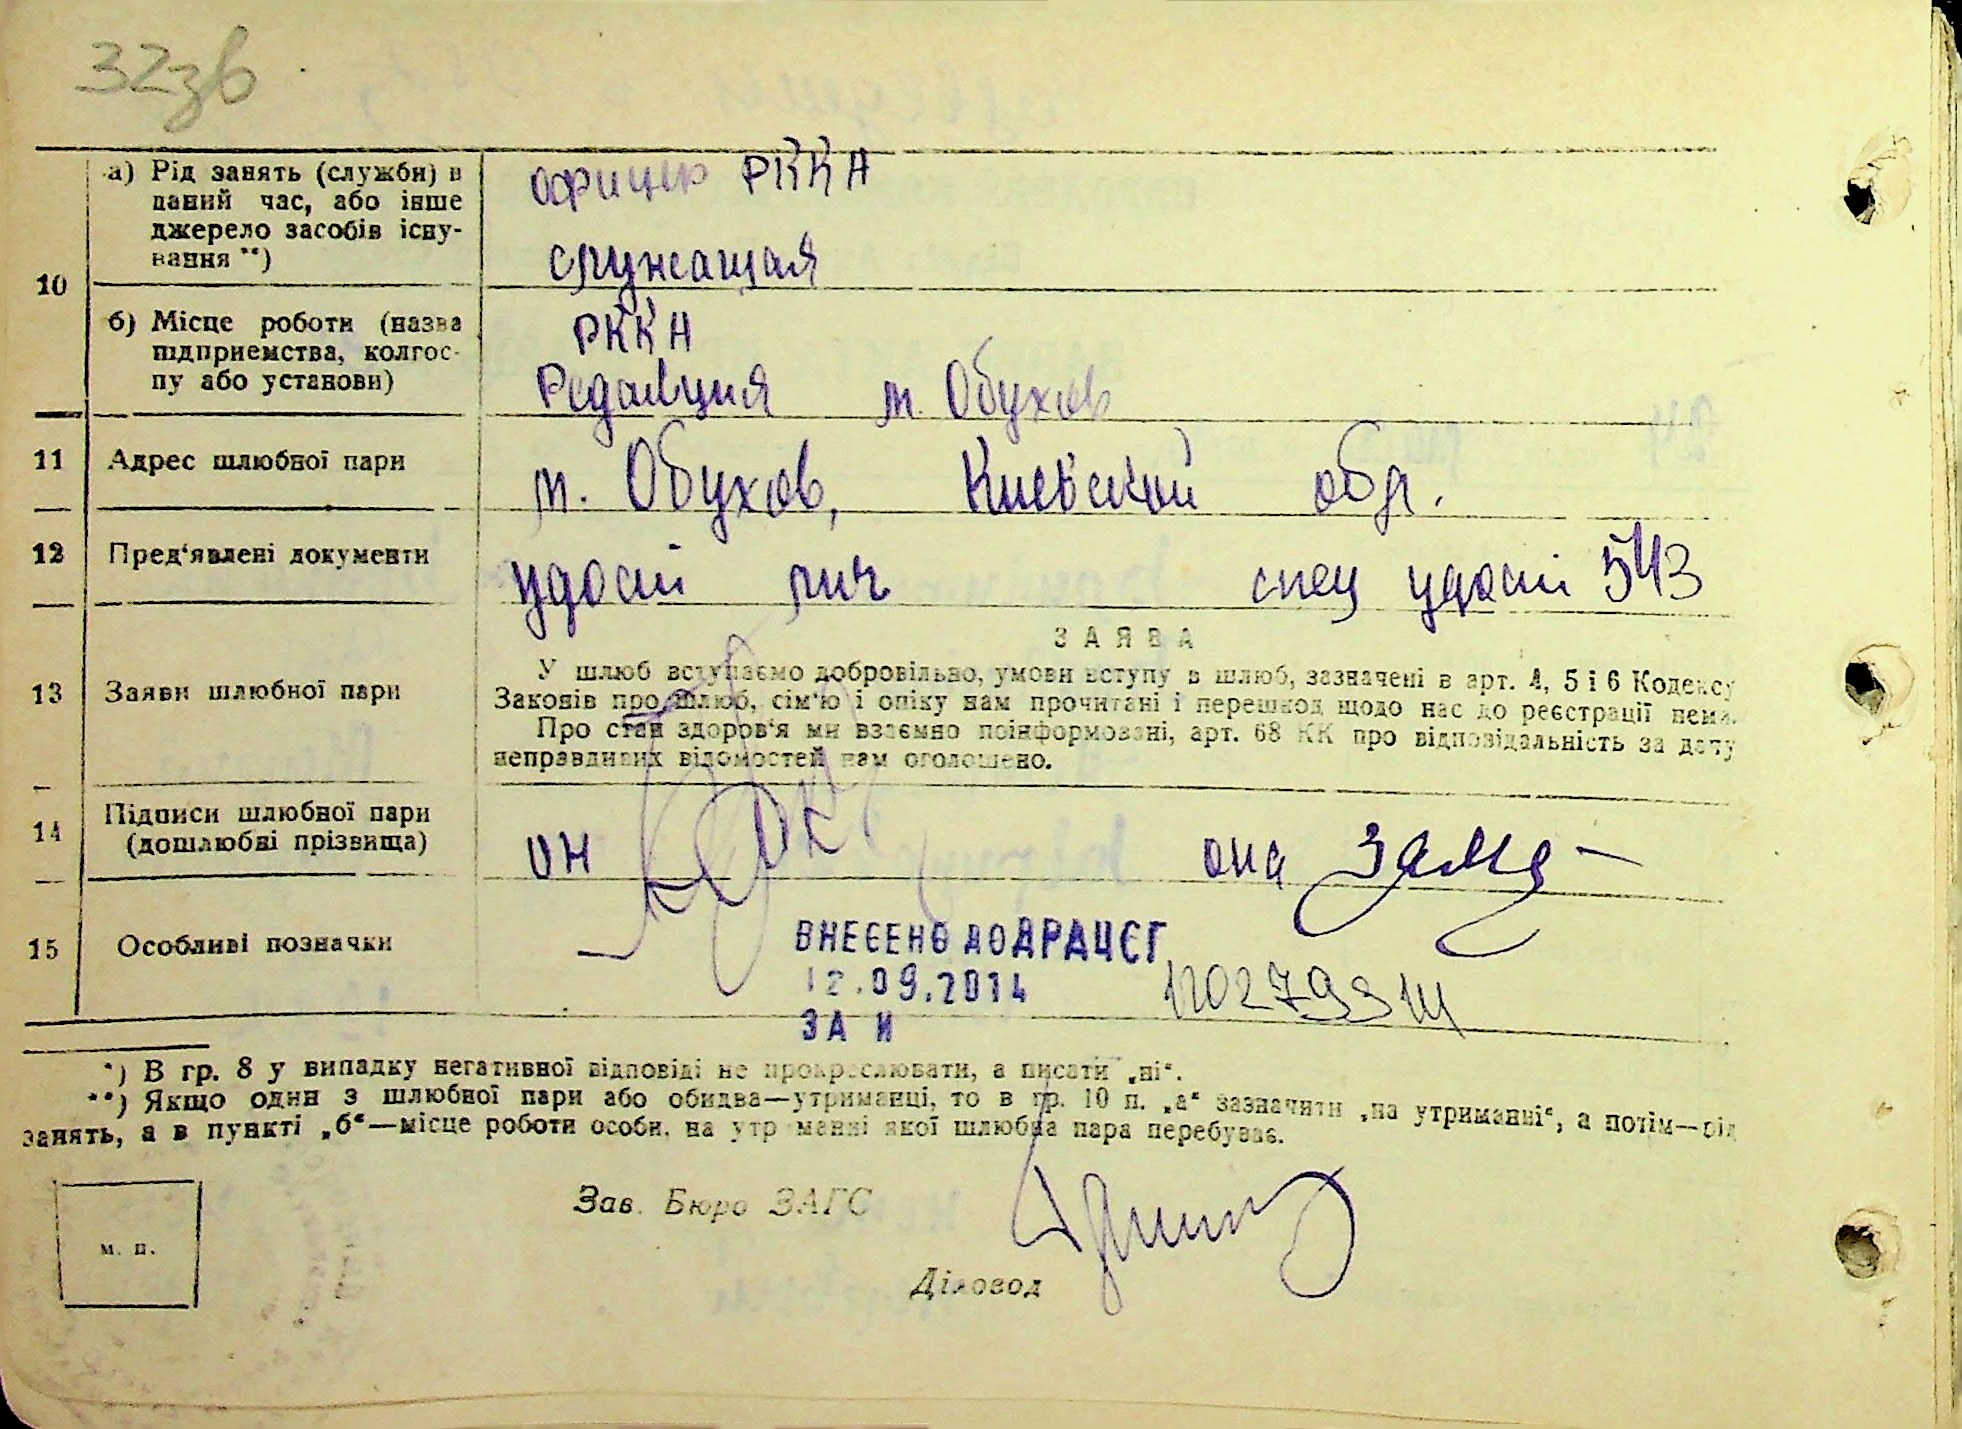 32зв
а) Рід занять (служби) в
даний час, або інше
джерело засобів існу-
вання **)
офицер РККА
служащая
10
б) Місце роботи (назва
підприємства, колгос-
пу або установи)
РККА
Редакция м. Обухов
11 Адрес шлюбної пари
м. Обухов, Киевской обл.
12 Пред'явлені документи
удост лич спец удост 543
ЗАЯВА
13 Заяви шлюбної пари
У шлюб вступаємо добровільно, умови вступу в шлюб, зазначені в арт. 4, 5 і 6 Кодексу
Законів про шлюб, сім'ю і опіку нам прочитані і перешкод щодо нас до реєстрації нема.
Про стан здоров'я ми взаємно поінформовані, арт. 68 КК про відповідальність за дачу
неправдивих відомостей нам оголошено.
14 Підписи шлюбної пари
(дошлюбні прізвища)
он она
15 Особливі позначки
ВНЕСЕНО ДО ДРАЦСГ
12.09.2014
ЗА И
*) В гр. 8 у випадку негативної відповіді не прокреслювати, а писати „ні“.
**) Якщо один з шлюбної пари або обидва—утриманці, то в гр. 10 п. „а“ зазначити „на утриманні“, а потім—рід
занять, а в пункті „б“—місце роботи особи, на утриманні якої шлюбна пара перебуває.
Зав. Бюро ЗАГС
м. п.
Діловод